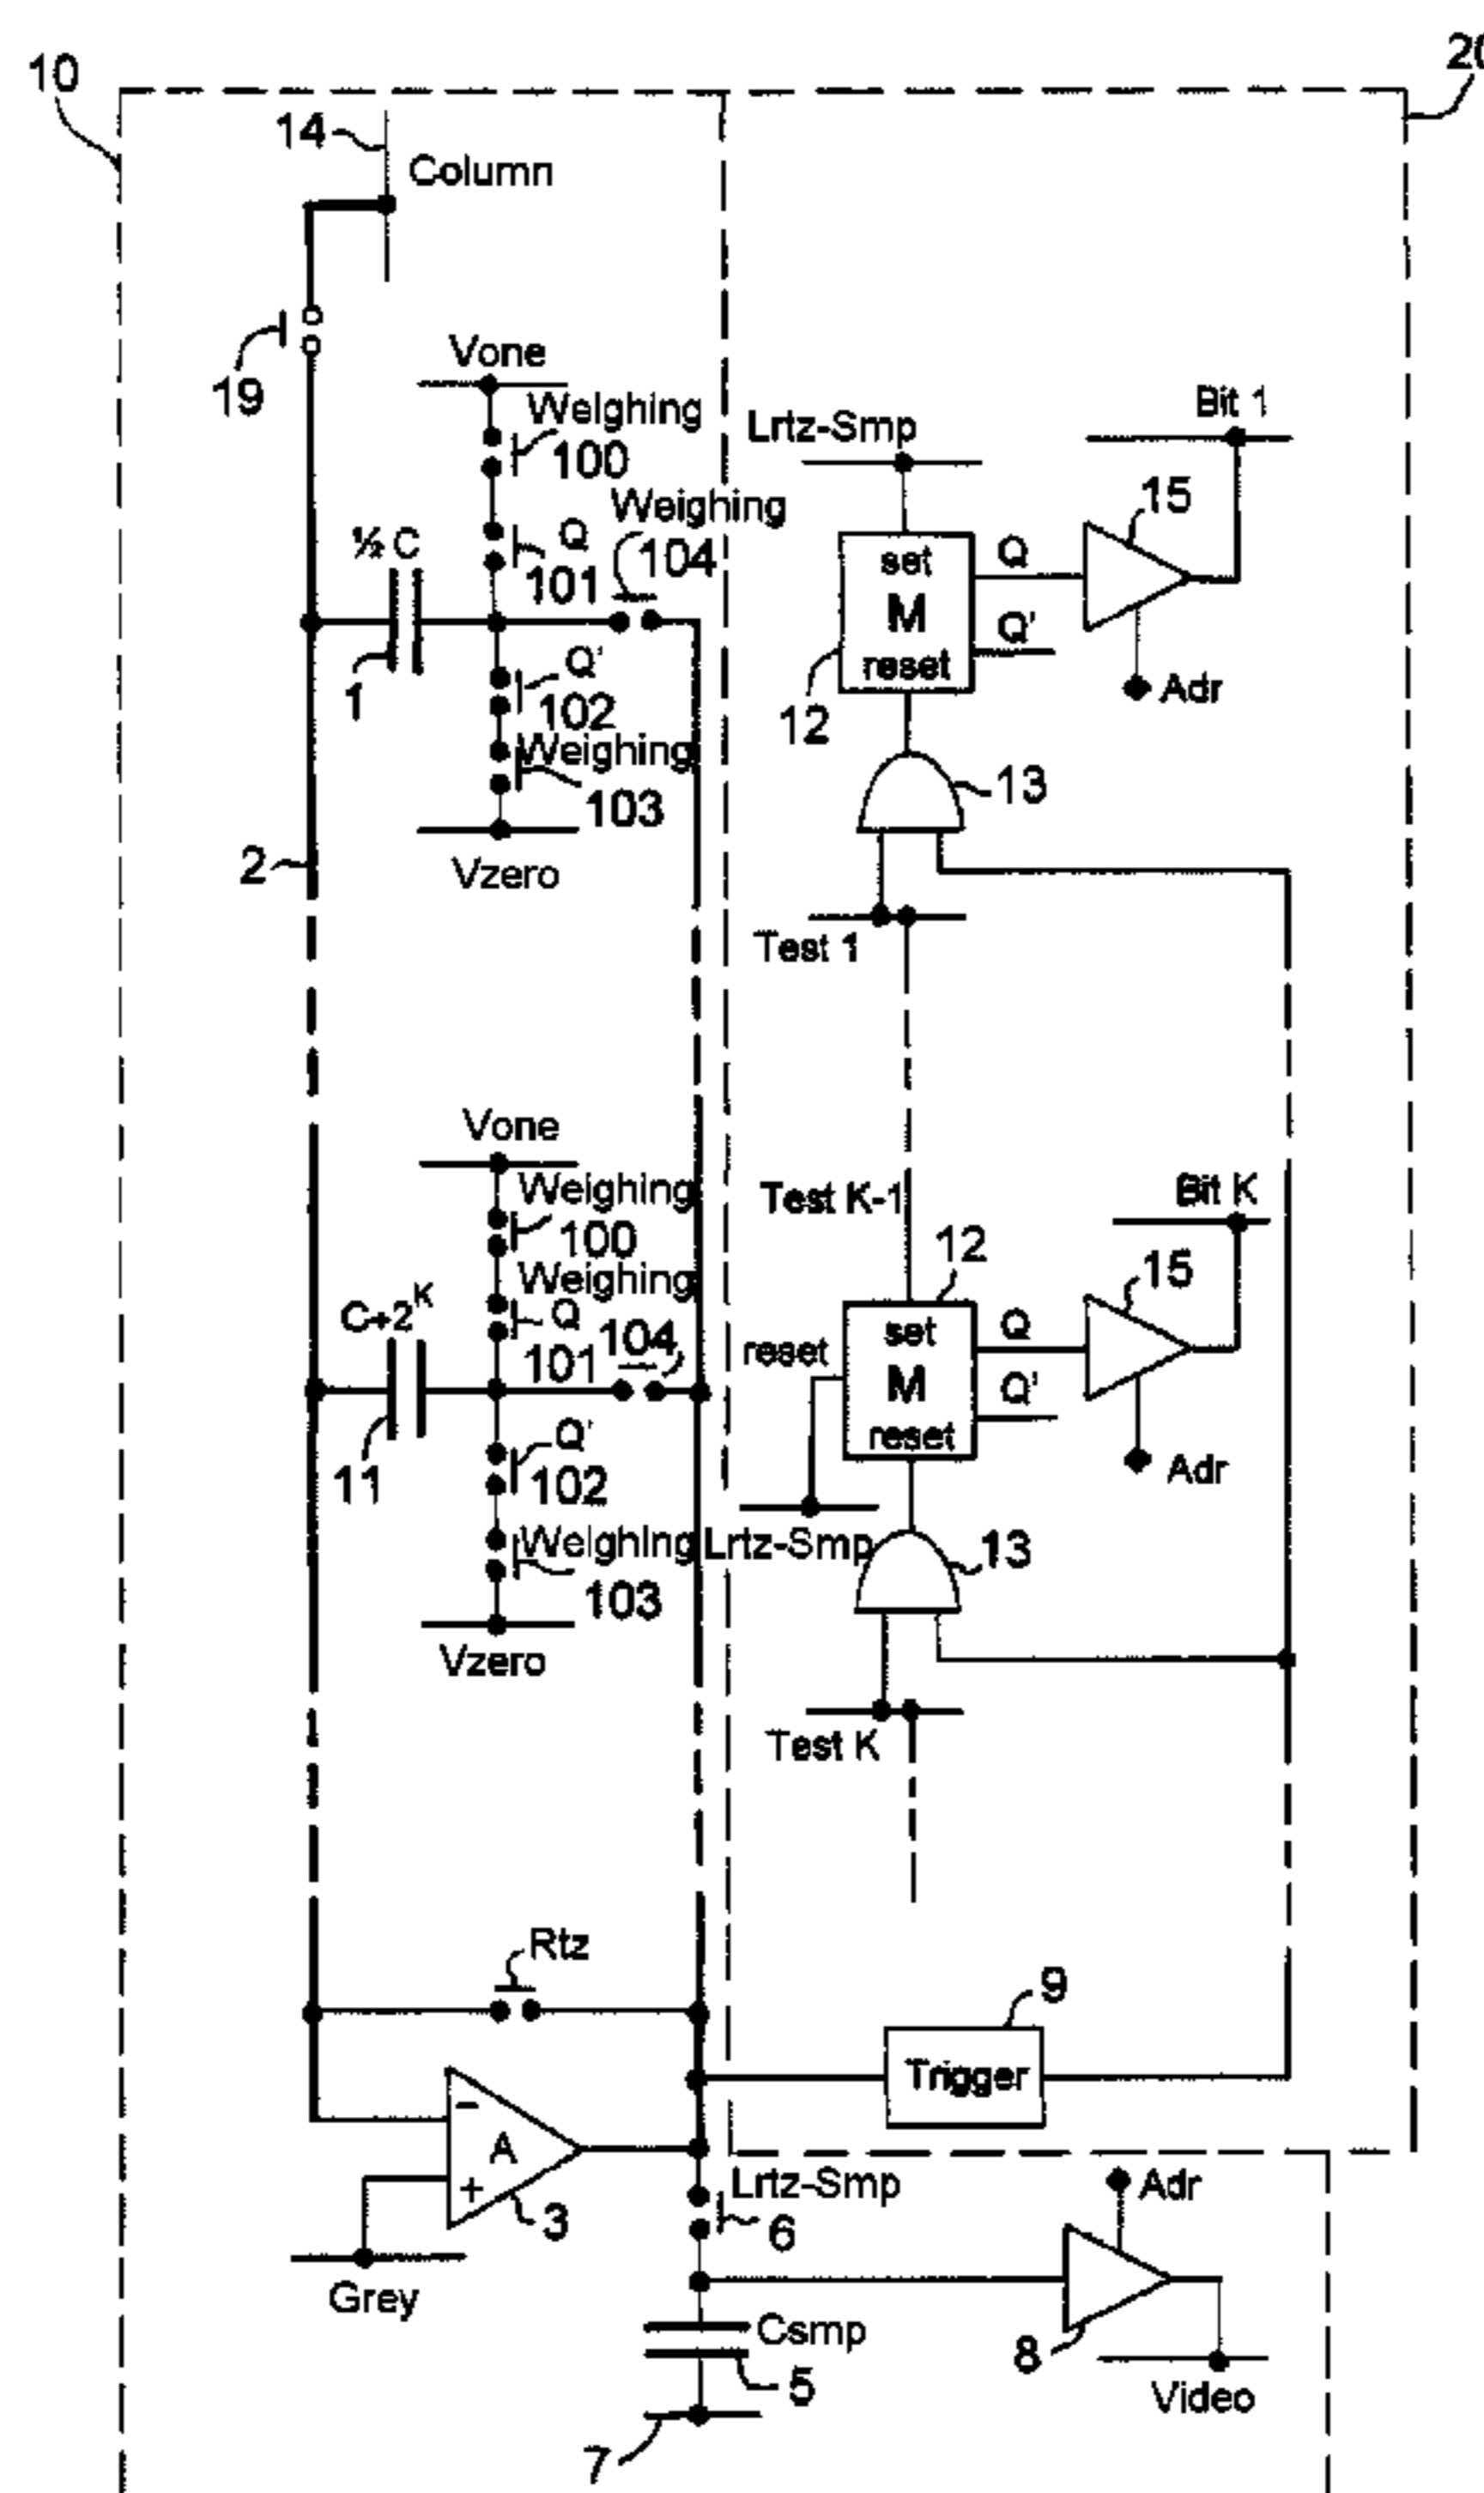 10
20
14
Column
19
Vone
Weighing
100
Q
101
Weighing
104
½ C
1
Q'
102
Weighing
103
Vzero
2
Lrtz-Smp
Bit 1
15
set
M
reset
Q
Q'
12
Adr
13
Test 1
Vone
Weighing
100
Weighing
Q
101
104
C+2^K
11
Q'
102
Weighing
103
Vzero
Test K-1
Bit K
12
15
reset
set
M
reset
Q
Q'
Adr
Lrtz-Smp
13
Test K
Rtz
9
Trigger
-
A
+
3
Grey
Lrtz-Smp
6
Adr
8
Csmp
5
7
Video